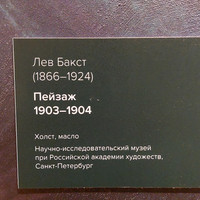 Лев Бакст
(1866–1924)
Пейзаж
1903–1904
Холст, масло
Научно-исследовательский музей
при Российской академии художеств,
Санкт-Петербург